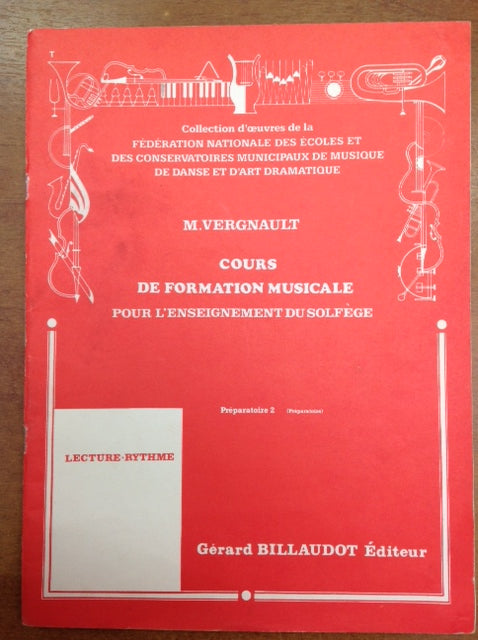 T
Collection d'œuvres de la
FÉDÉRATION NATIONALE DES ÉCOLES ET
DES CONSERVATOIRES MUNICIPAUX DE MUSIQUE
DE DANSE ET D'ART DRAMATIQUE
M.VERGNAULT
COURS
DE FORMATION MUSICALE
POUR L'ENSEIGNEMENT DU SOLFÈGE
Préparatoire 2 (Préparatoire)
LECTURE-RYTHME
Gérard BILLAUDOT Éditeur